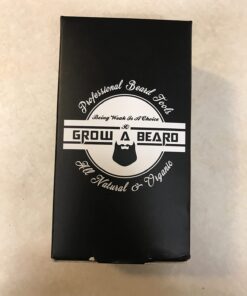 Professional Beard Tools
Being Weak Is A Choice
GROW A BEARD
All Natural & Organic